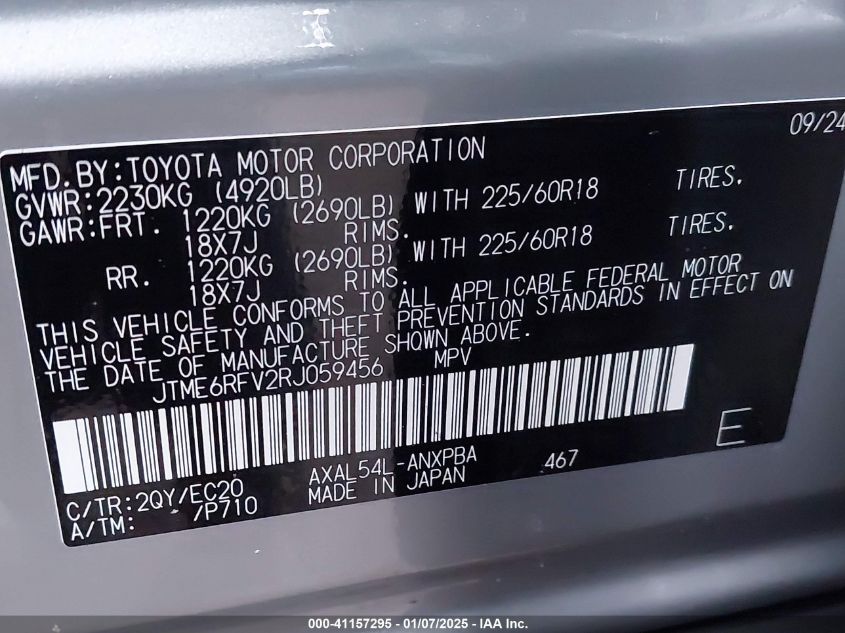 09/24
MFD.BY:TOYOTA MOTOR CORPORATION
GVWR:2230KG (4920LB)
GAWR:FRT. 1220KG (2690LB) WITH 225/60R18 TIRES.
18X7J RIMS.
RR. 1220KG (2690LB) WITH 225/60R18 TIRES.
18X7J RIMS.
THIS VEHICLE CONFORMS TO ALL APPLICABLE FEDERAL MOTOR
VEHICLE SAFETY AND THEFT PREVENTION STANDARDS IN EFFECT ON
THE DATE OF MANUFACTURE SHOWN ABOVE.
JTME6RFV2RJ059456 MPV
E
C/TR:2QY/EC20 AXAL54L-ANXPBA 467
A/TM: /P710 MADE IN JAPAN
000-41157295 - 01/07/2025 - IAA Inc.